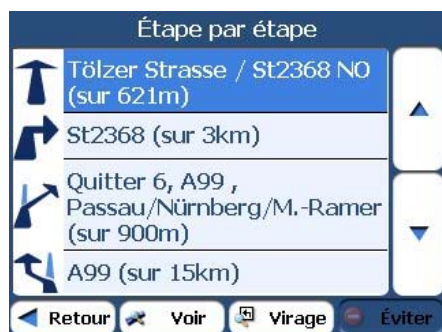 Étape par étape
Tölzer Strasse / St2368 NO
(sur 621m)
St2368 (sur 3km)
Quitter 6, A99 ,
Passau/Nürnberg/M.-Ramer
(sur 900m)
A99 (sur 15km)
Retour Voir Virage Éviter